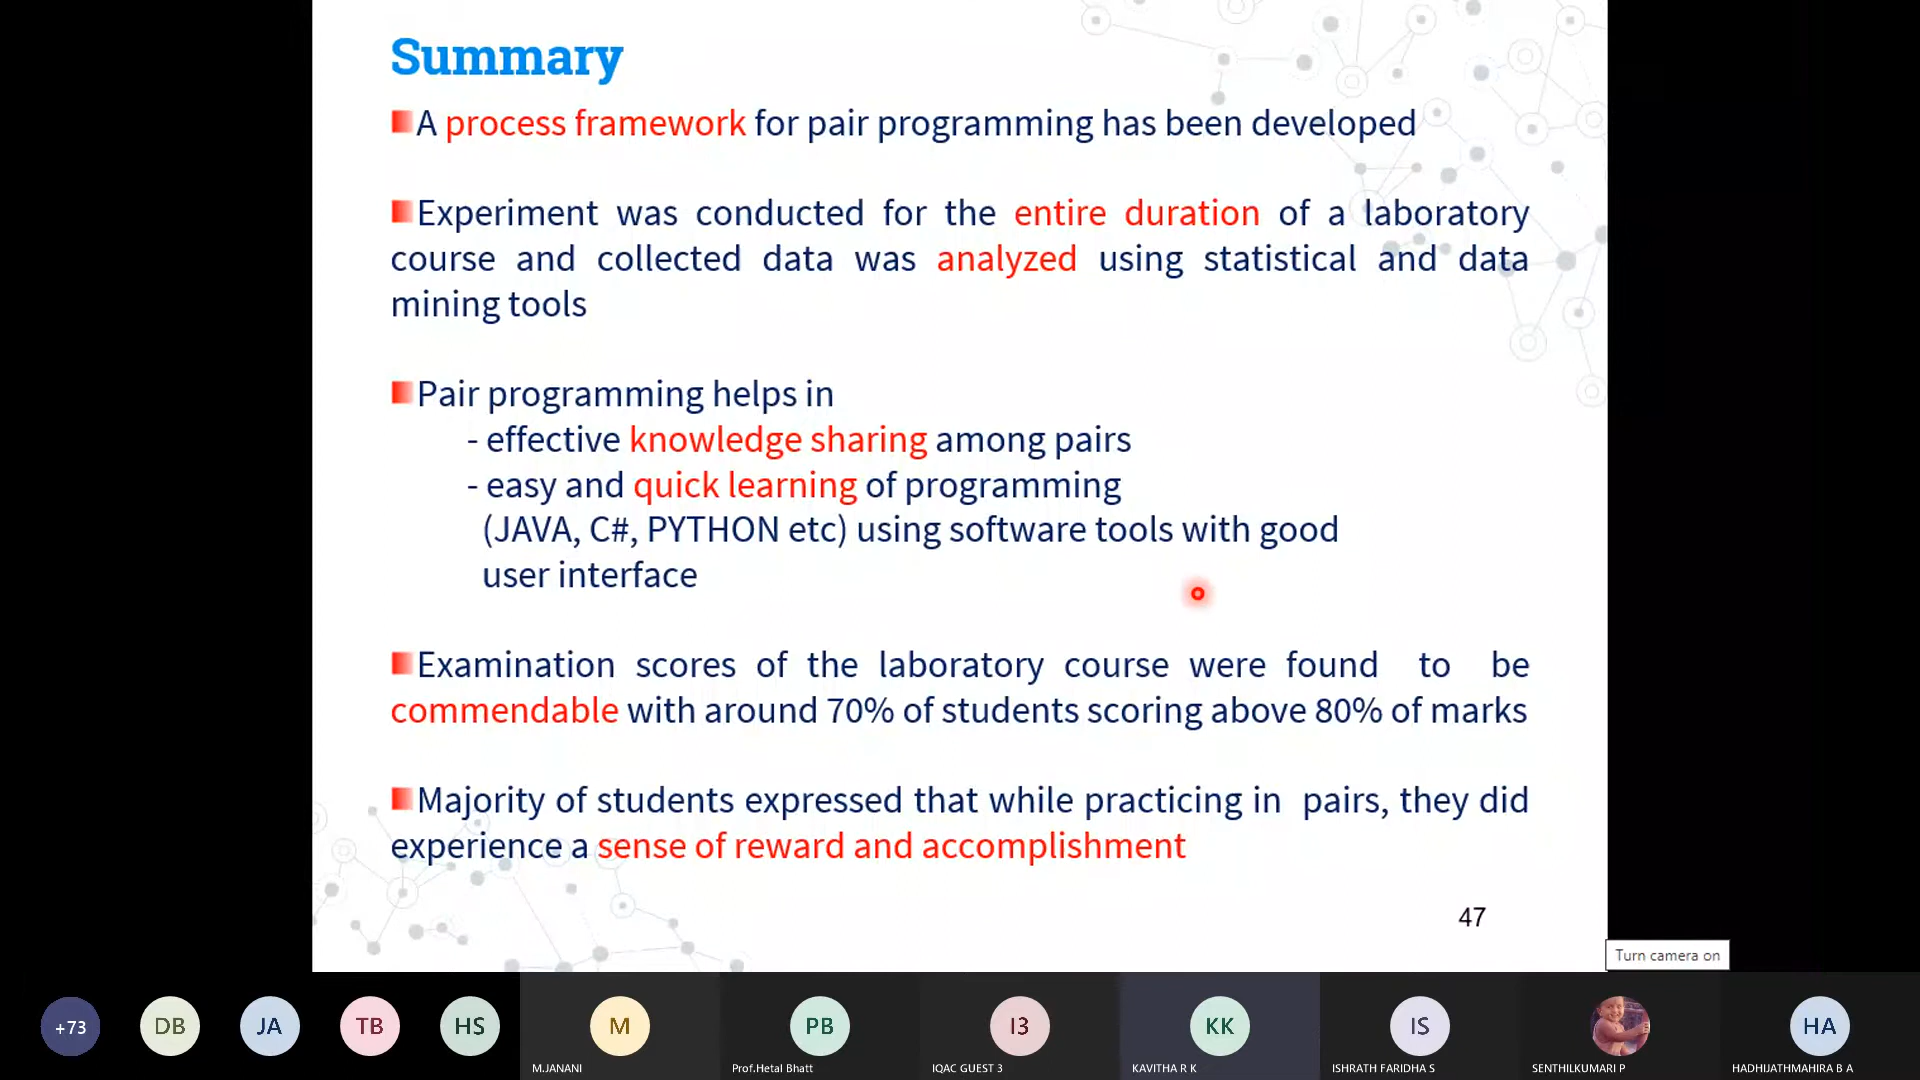 Summary
A process framework for pair programming has been developed
Experiment was conducted for the entire duration of a laboratory
course and collected data was analyzed using statistical and data
mining tools
Pair programming helps in
- effective knowledge sharing among pairs
- easy and quick learning of programming
(JAVA, C#, PYTHON etc) using software tools with good
user interface
Examination scores of the laboratory course were found to be
commendable with around 70% of students scoring above 80% of marks
Majority of students expressed that while practicing in pairs, they did
experience a sense of reward and accomplishment
47
Turn camera on
+73 DB JA TB HS M PB I3 KK IS HA
M.JANANI Prof.Hetal Bhatt IQAC GUEST 3 KAVITHA R K ISHRATH FARIDHA S SENTHILKUMARI P HADHIJATHMAHIRA B A